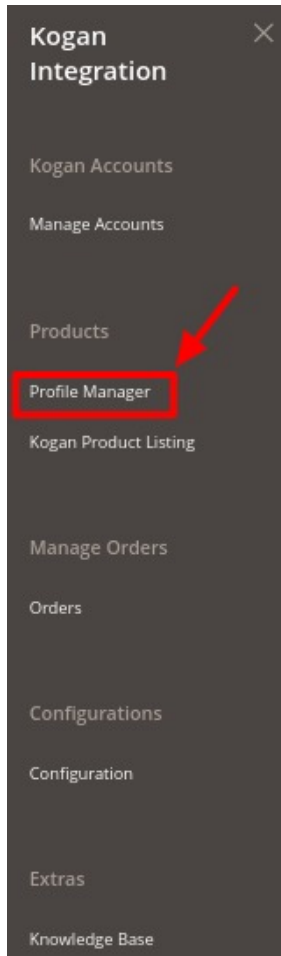 Kogan
Integration
Kogan Accounts
Manage Accounts
Products
Profile Manager
Kogan Product Listing
Manage Orders
Orders
Configurations
Configuration
Extras
Knowledge Base